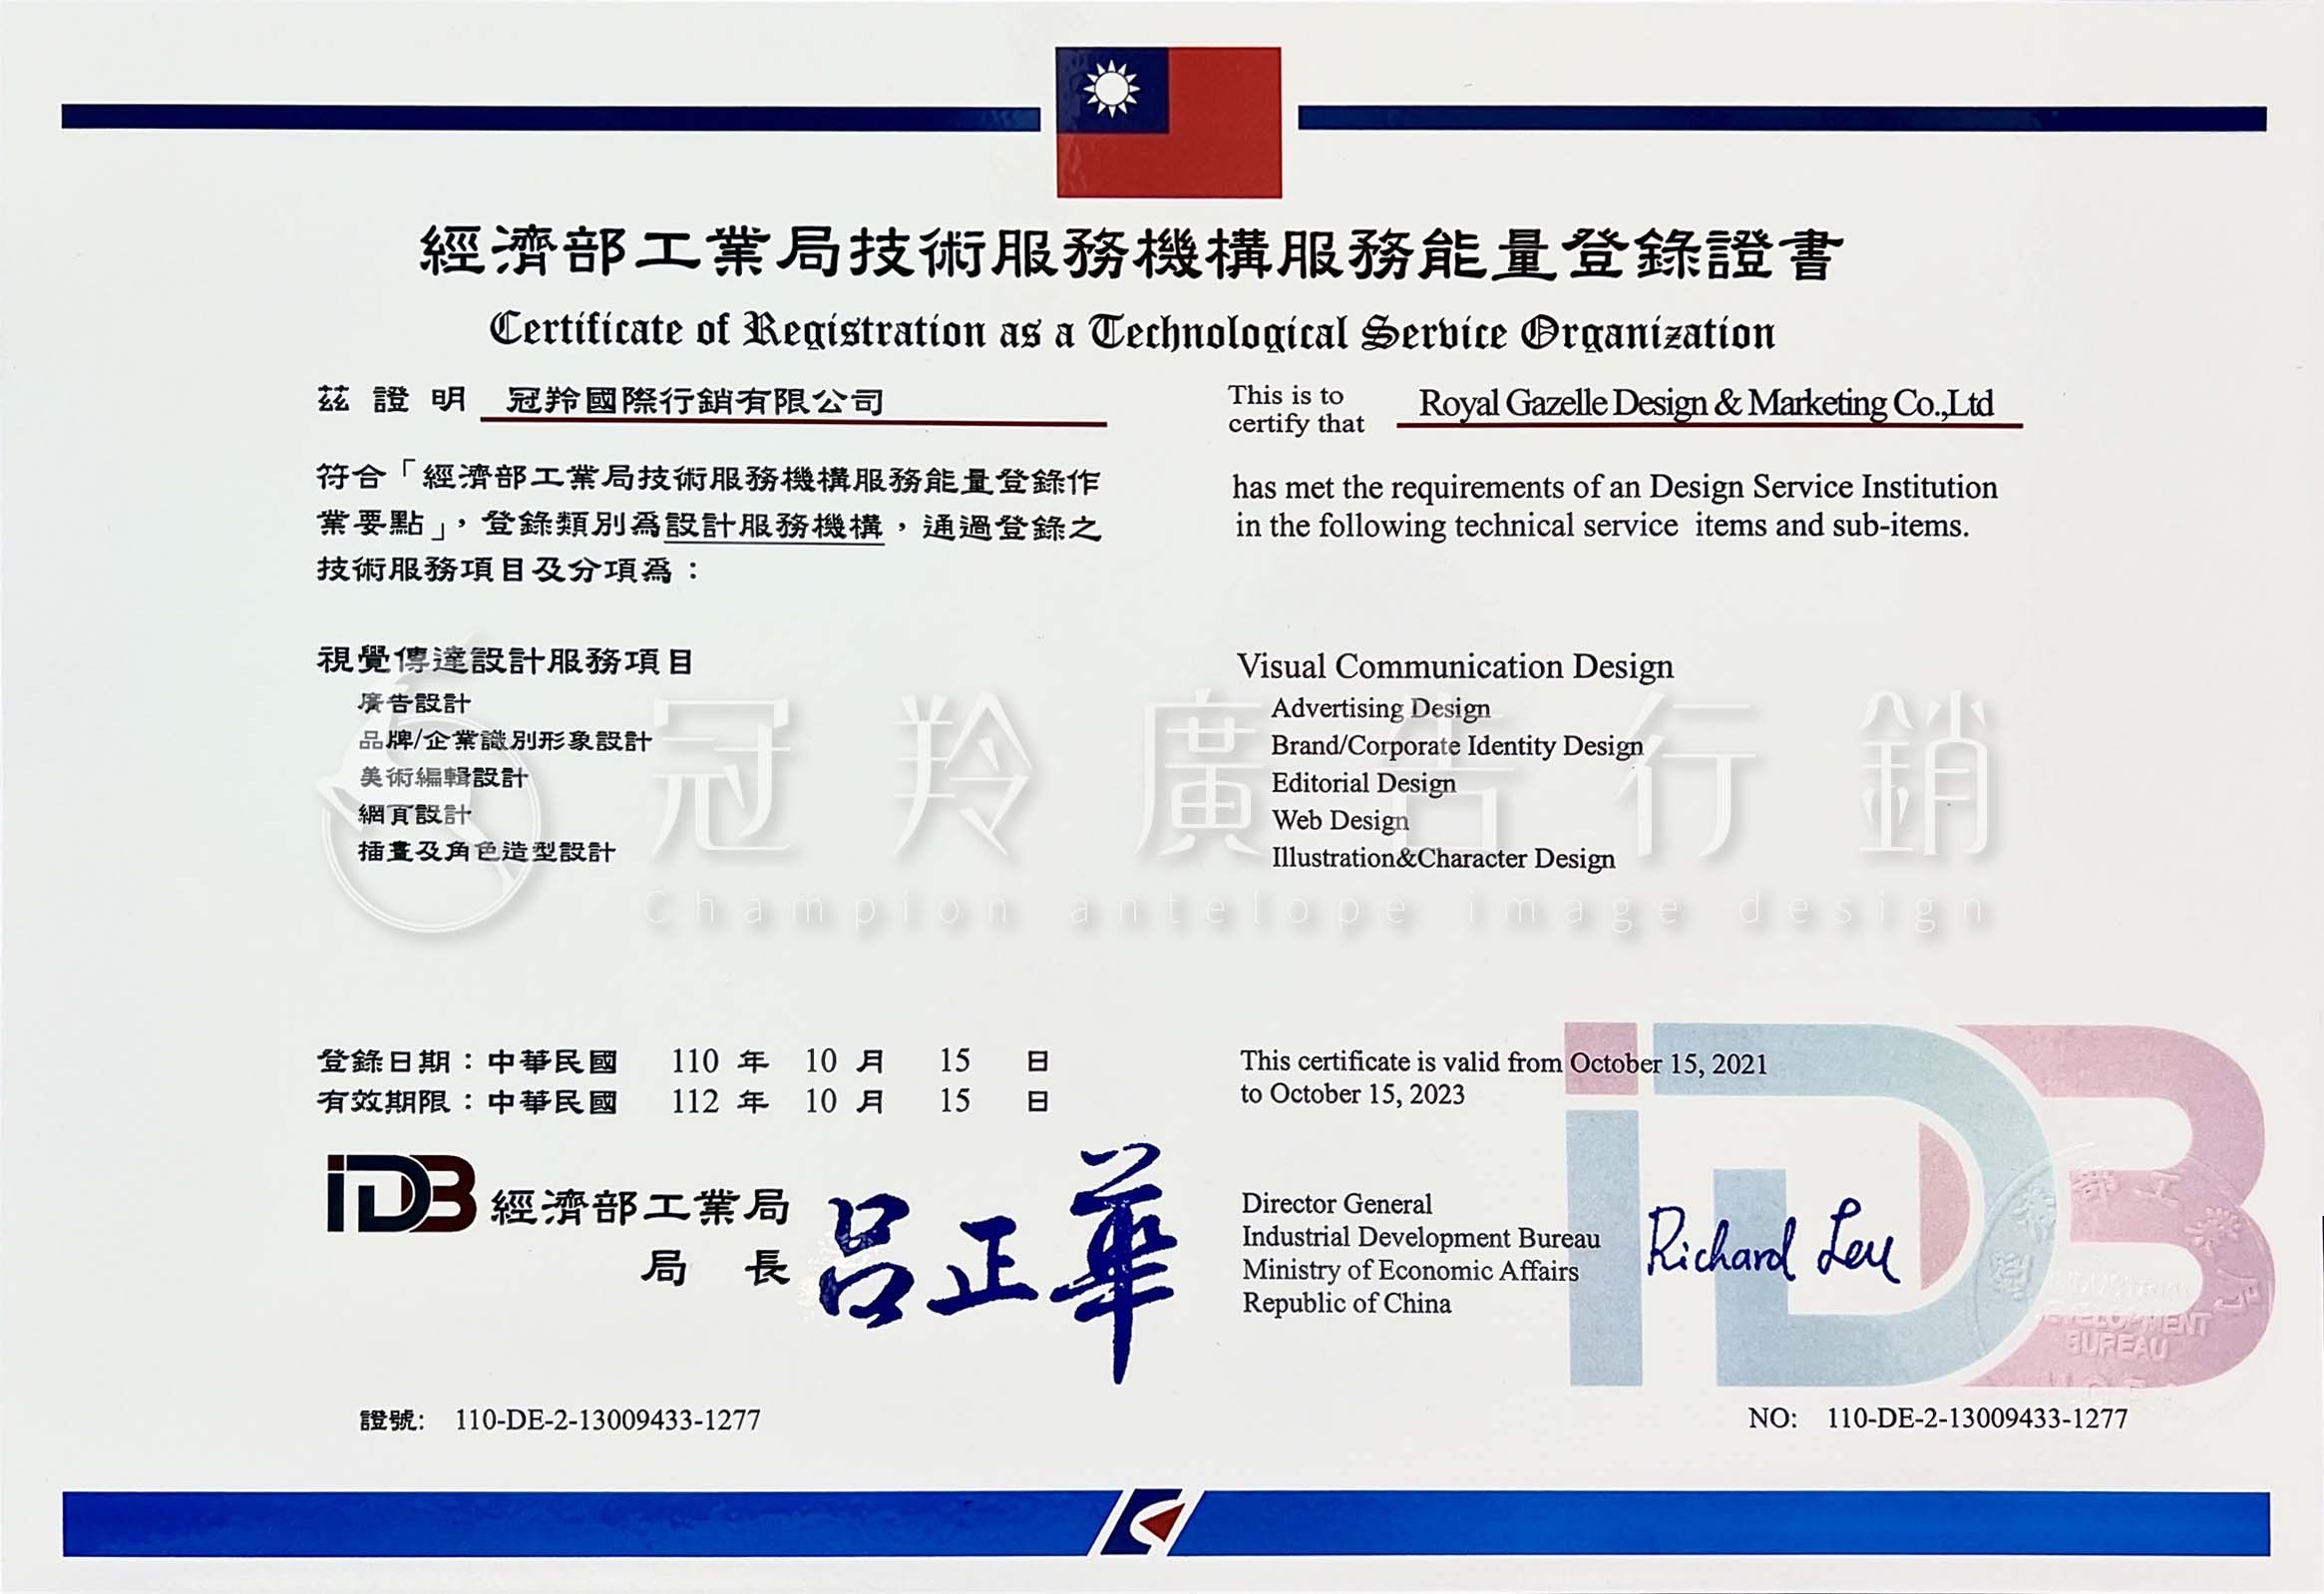 經濟部工業局技術服務機構服務能量登錄證書
Certificate of Registration as a Technological Service Organization
茲證明 冠羚國際行銷有限公司
符合「經濟部工業局技術服務機構服務能量登錄作
業要點」，登錄類別為設計服務機構，通過登錄之
技術服務項目及分項為：
視覺傳達設計服務項目
廣告設計
品牌/企業識別形象設計
美術編輯設計
網頁設計
插畫及角色造型設計
登錄日期：中華民國 110 年 10 月 15 日
有效期限：中華民國 112 年 10 月 15 日
iDB 經濟部工業局
局長 呂正華
證號: 110-DE-2-13009433-1277
This is to
certify that Royal Gazelle Design & Marketing Co.,Ltd
has met the requirements of an Design Service Institution
in the following technical service items and sub-items.
Visual Communication Design
Advertising Design
Brand/Corporate Identity Design
Editorial Design
Web Design
Illustration&Character Design
This certificate is valid from October 15, 2021
to October 15, 2023
Director General
Industrial Development Bureau
Ministry of Economic Affairs
Republic of China
Richard Leu
iDB
DEVELOPMENT
BUREAU
NO: 110-DE-2-13009433-1277
冠羚廣告行銷
Champion antelope image design